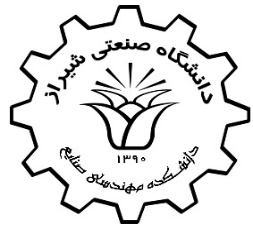 دانشگاه صنعتی شیراز
۱۳۹۰
دانشکده مهندسی صنایع